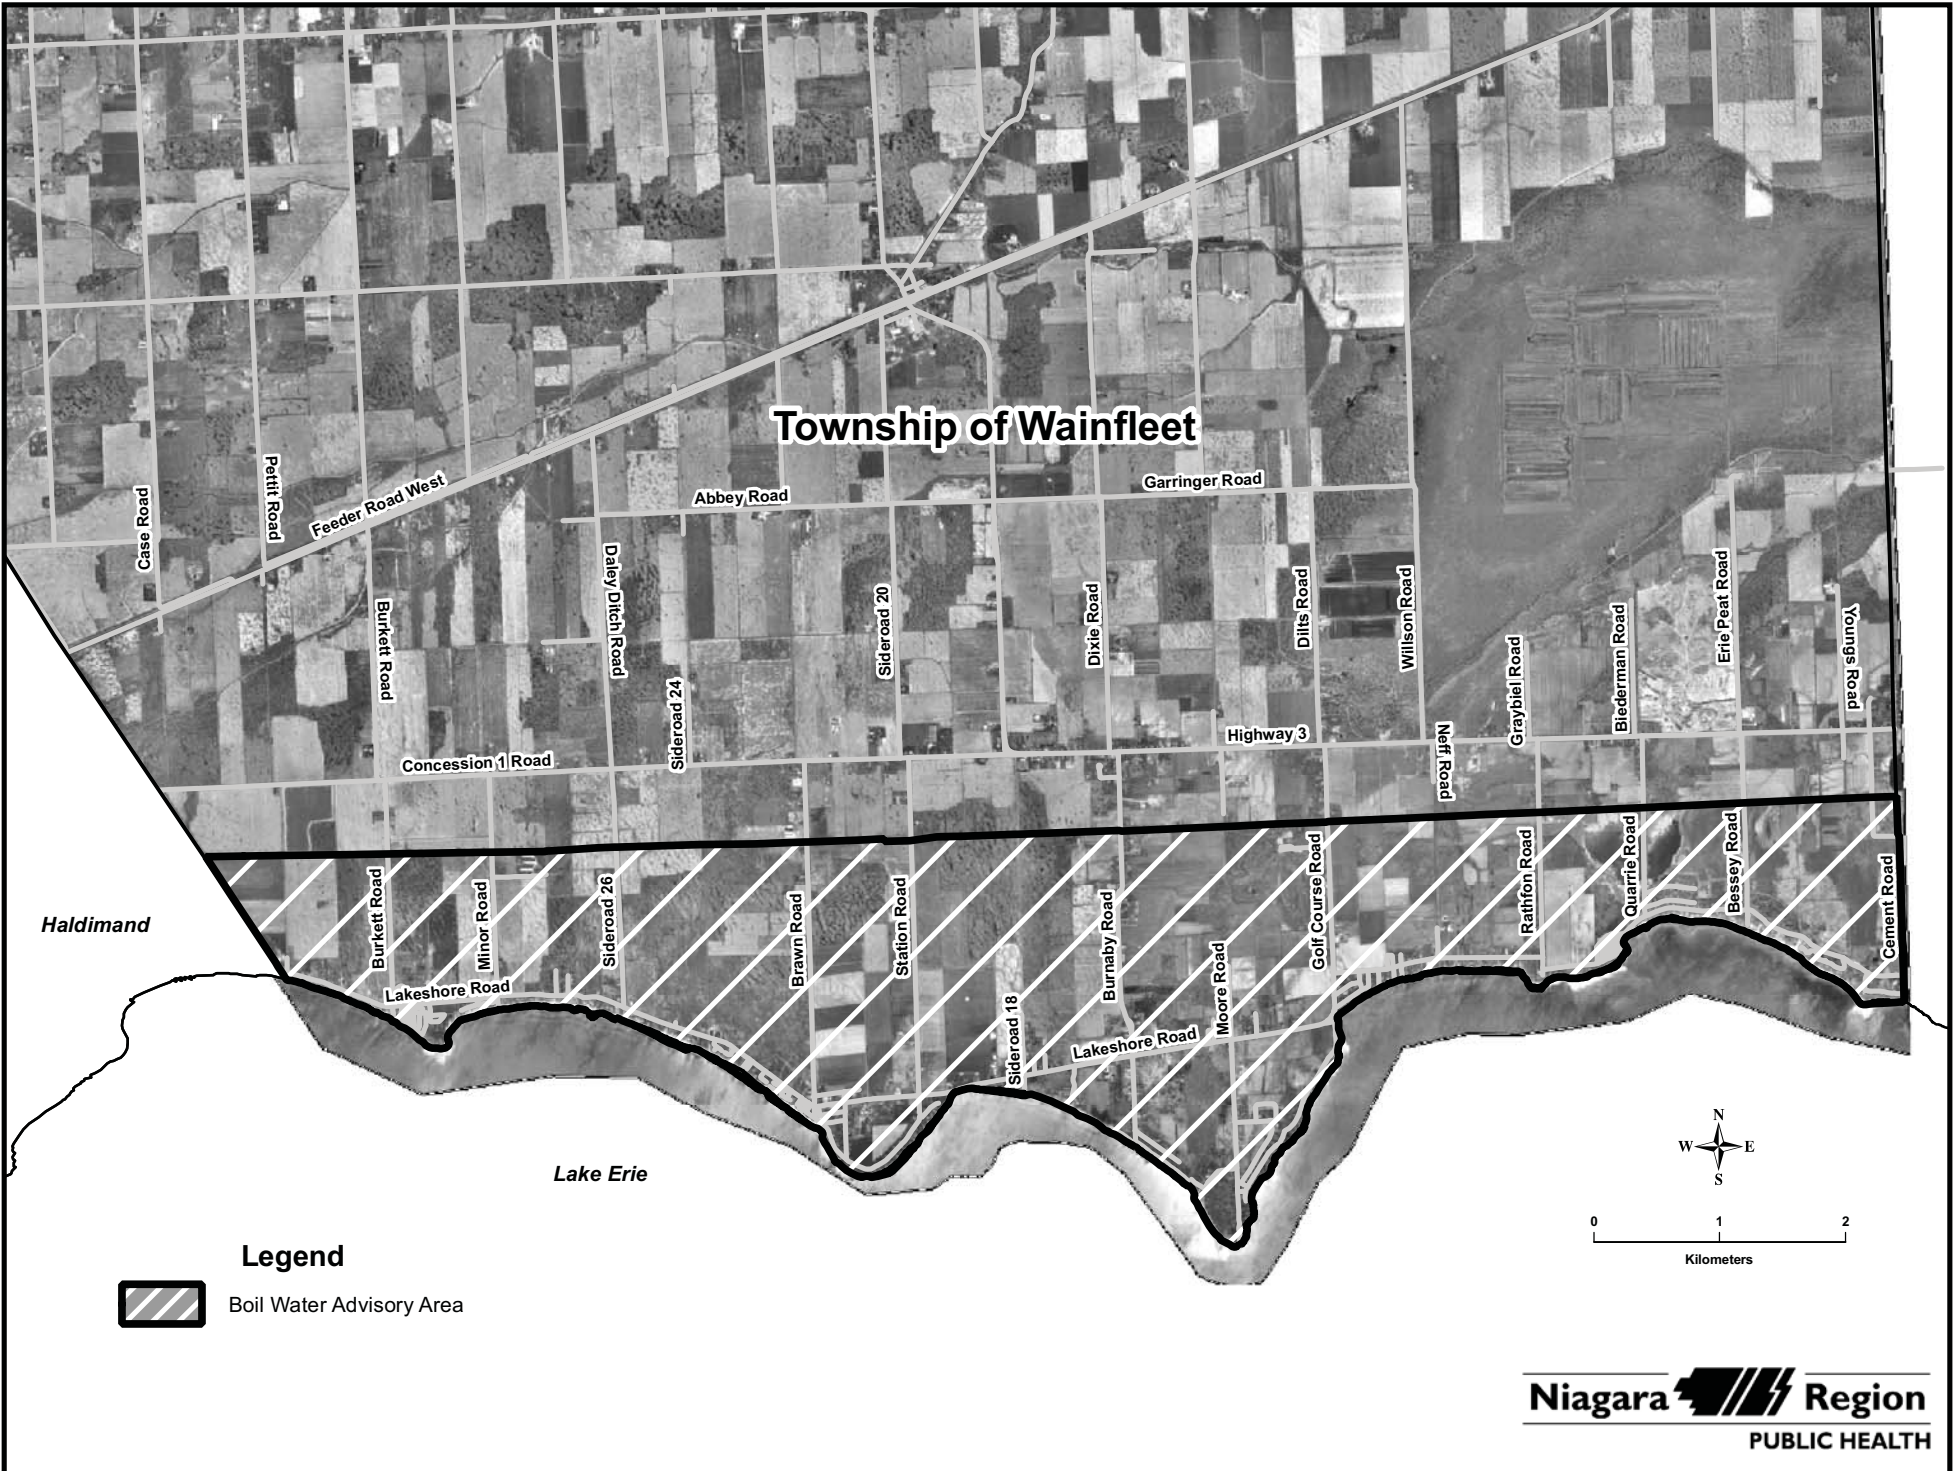 Township of Wainfleet
Case Road
Pettit Road
Feeder Road West
Abbey Road
Garringer Road
Burkett Road
Daley Ditch Road
Sideroad 24
Sideroad 20
Dixie Road
Dilts Road
Willson Road
Graybiel Road
Biederman Road
Erie Peat Road
Youngs Road
Concession 1 Road
Highway 3
Neff Road
Haldimand
Burkett Road
Minor Road
Sideroad 26
Brawn Road
Station Road
Sideroad 18
Burnaby Road
Moore Road
Golf Course Road
Rathfon Road
Quarrie Road
Bessey Road
Cement Road
Lakeshore Road
Lakeshore Road
Lake Erie
N
W E
S
0 1 2
Kilometers
Legend
Boil Water Advisory Area
Niagara Region
PUBLIC HEALTH